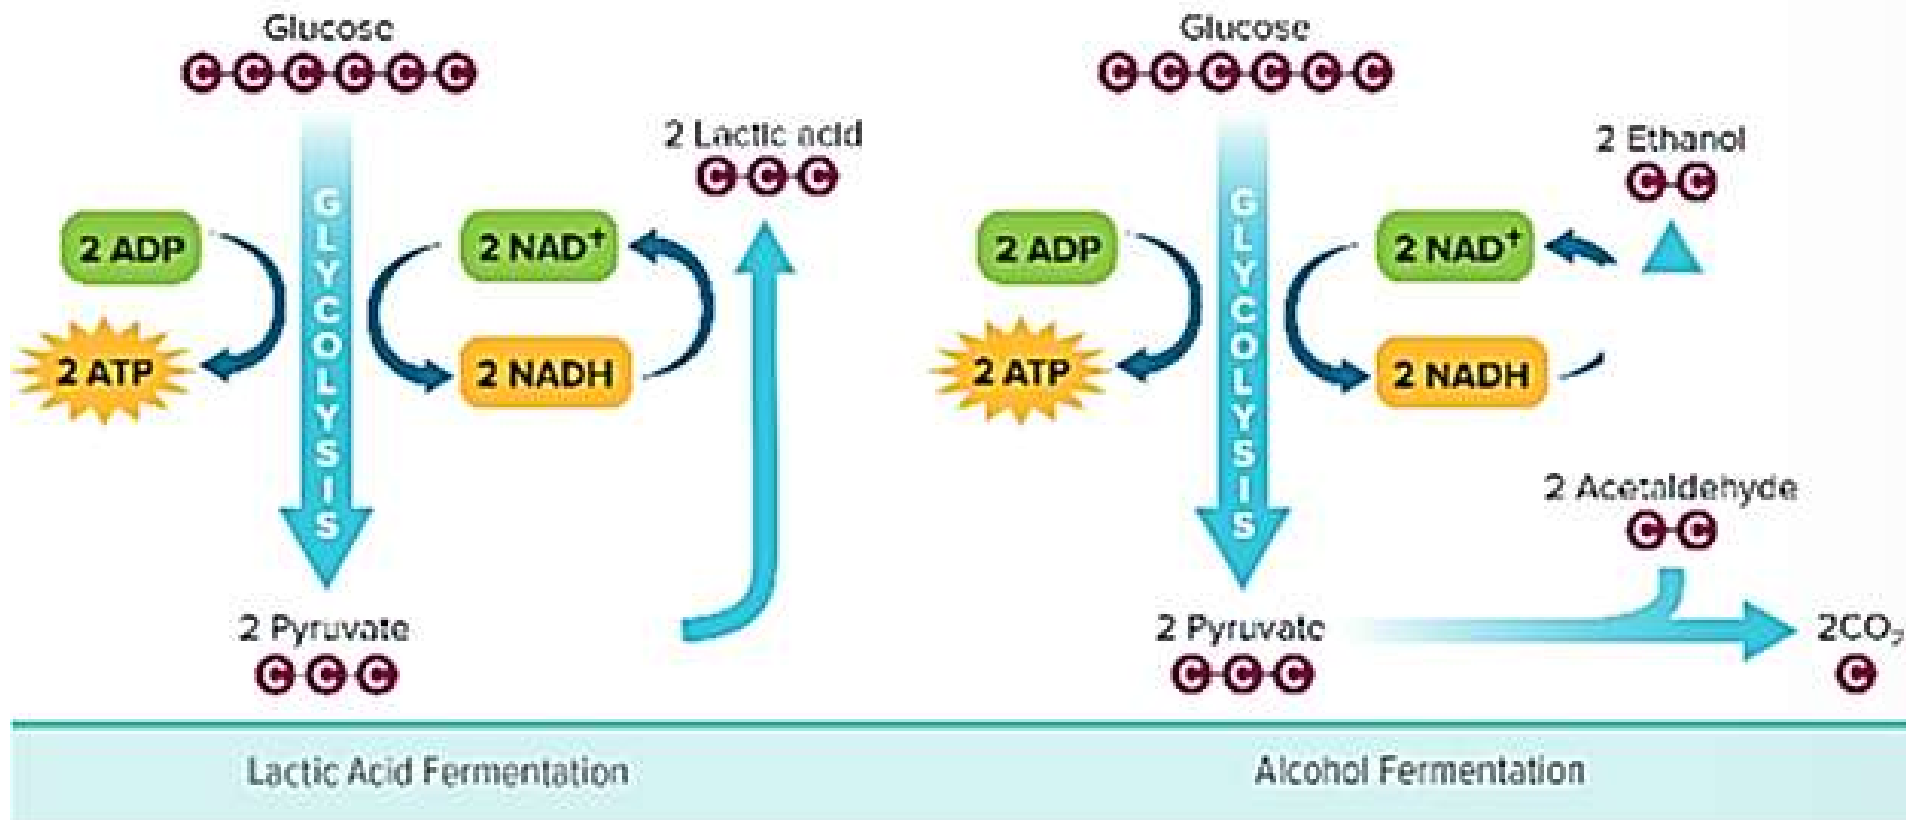 Glucose
C C C C C C
2 Lactic acid
C C C
2 ADP
2 ATP
GLYCOLYSIS
2 NAD⁺
2 NADH
2 Pyruvate
C C C
Lactic Acid Fermentation
Glucose
C C C C C C
2 Ethanol
C C
2 ADP
2 ATP
GLYCOLYSIS
2 NAD⁺
2 NADH
2 Acetaldehyde
C C
2 Pyruvate
C C C
2CO₂
C
Alcohol Fermentation